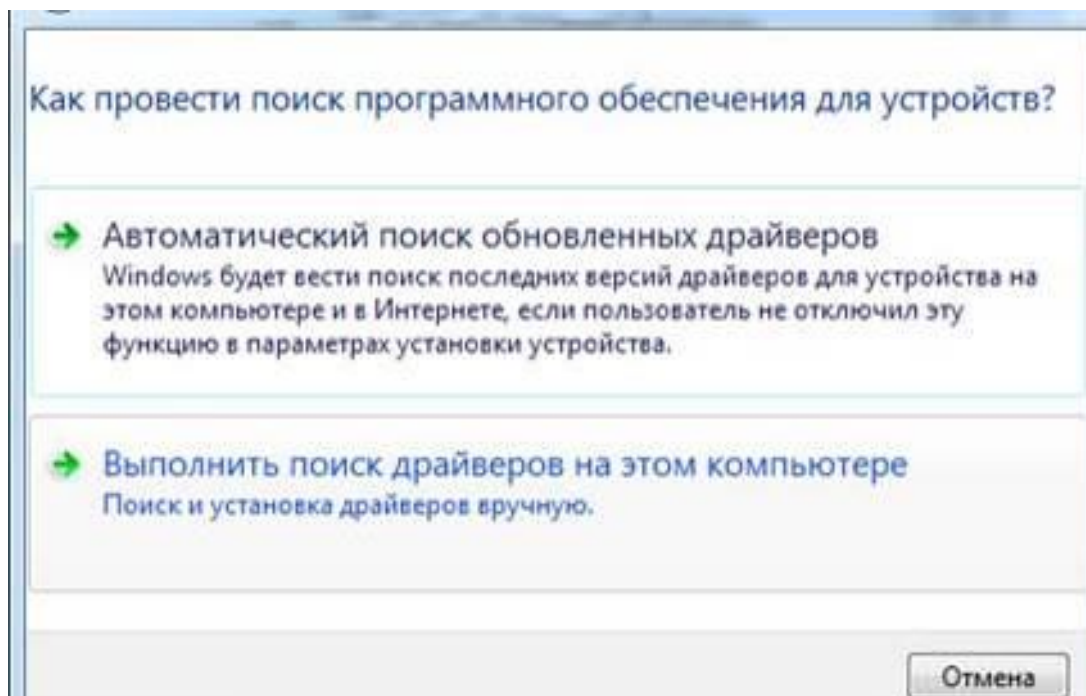 Как провести поиск программного обеспечения для устройств?
Автоматический поиск обновленных драйверов
Windows будет вести поиск последних версий драйверов для устройства на
этом компьютере и в Интернете, если пользователь не отключил эту
функцию в параметрах установки устройства.
Выполнить поиск драйверов на этом компьютере
Поиск и установка драйверов вручную.
Отмена